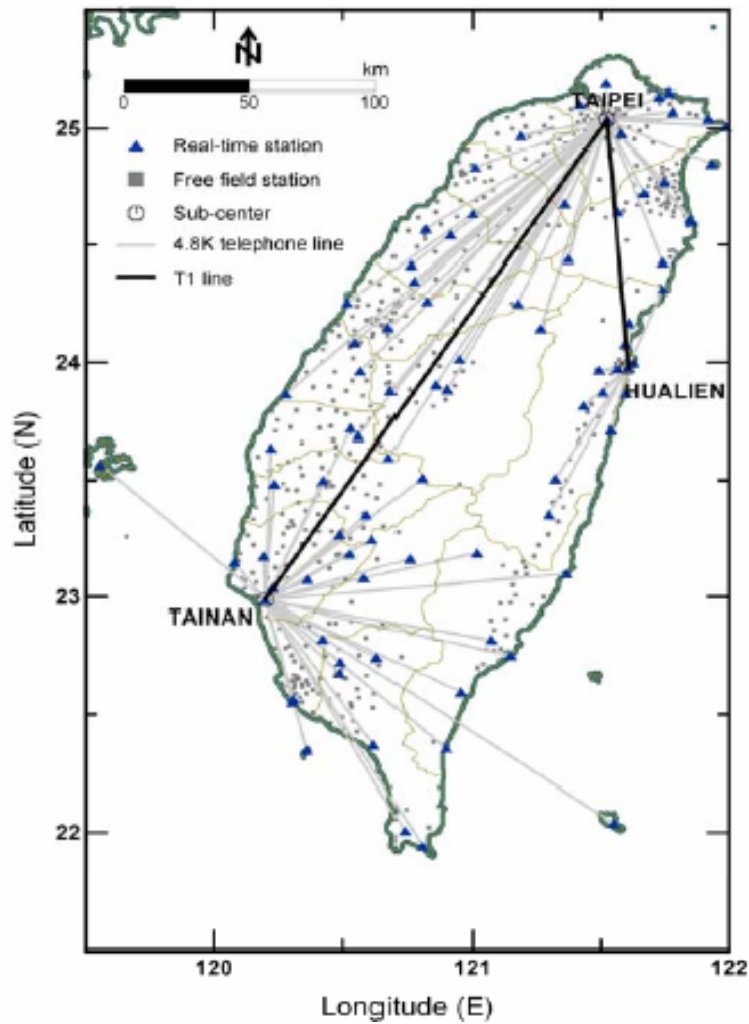 N
km
0 50 100
Real-time station
Free field station
Sub-center
4.8K telephone line
T1 line
TAIPEI
HUALIEN
TAINAN
25
24
23
22
Latitude (N)
120 121 122
Longitude (E)